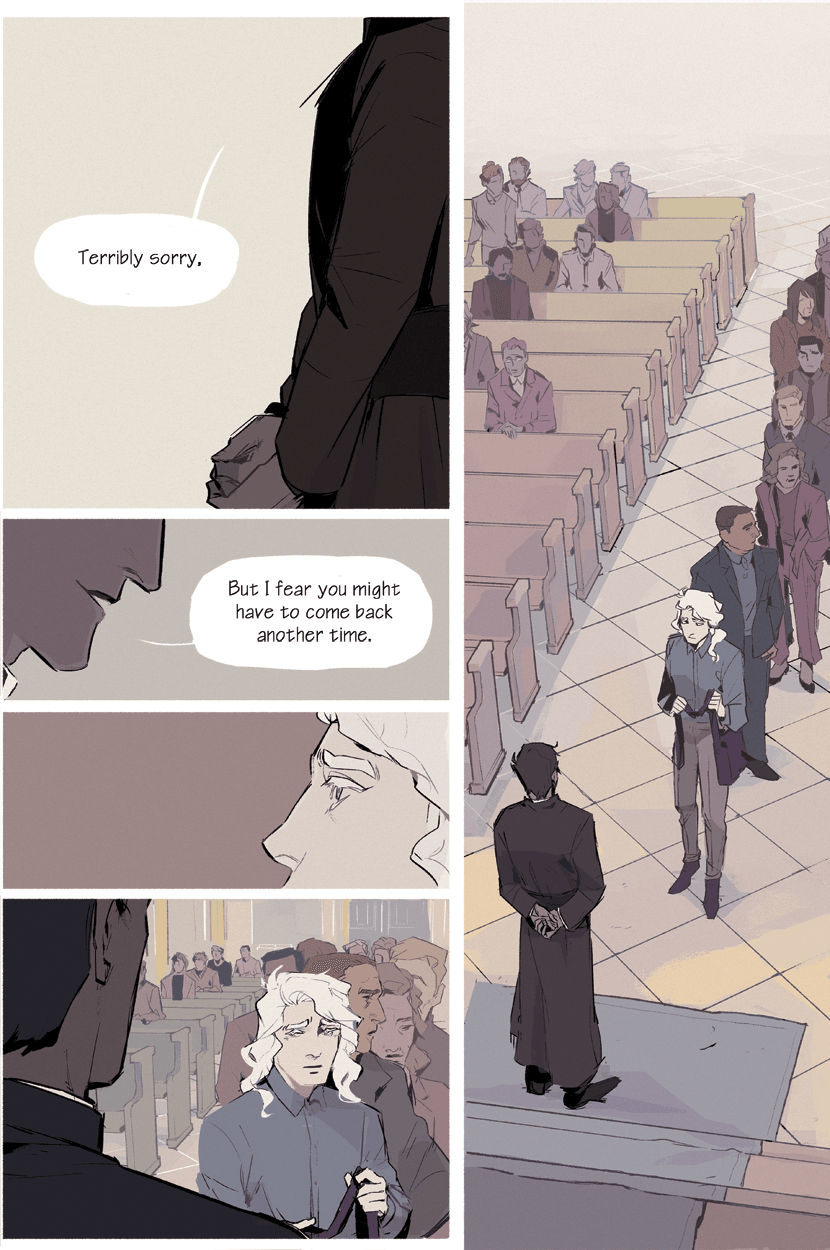 Terribly sorry,
But I fear you might
have to come back
another time.